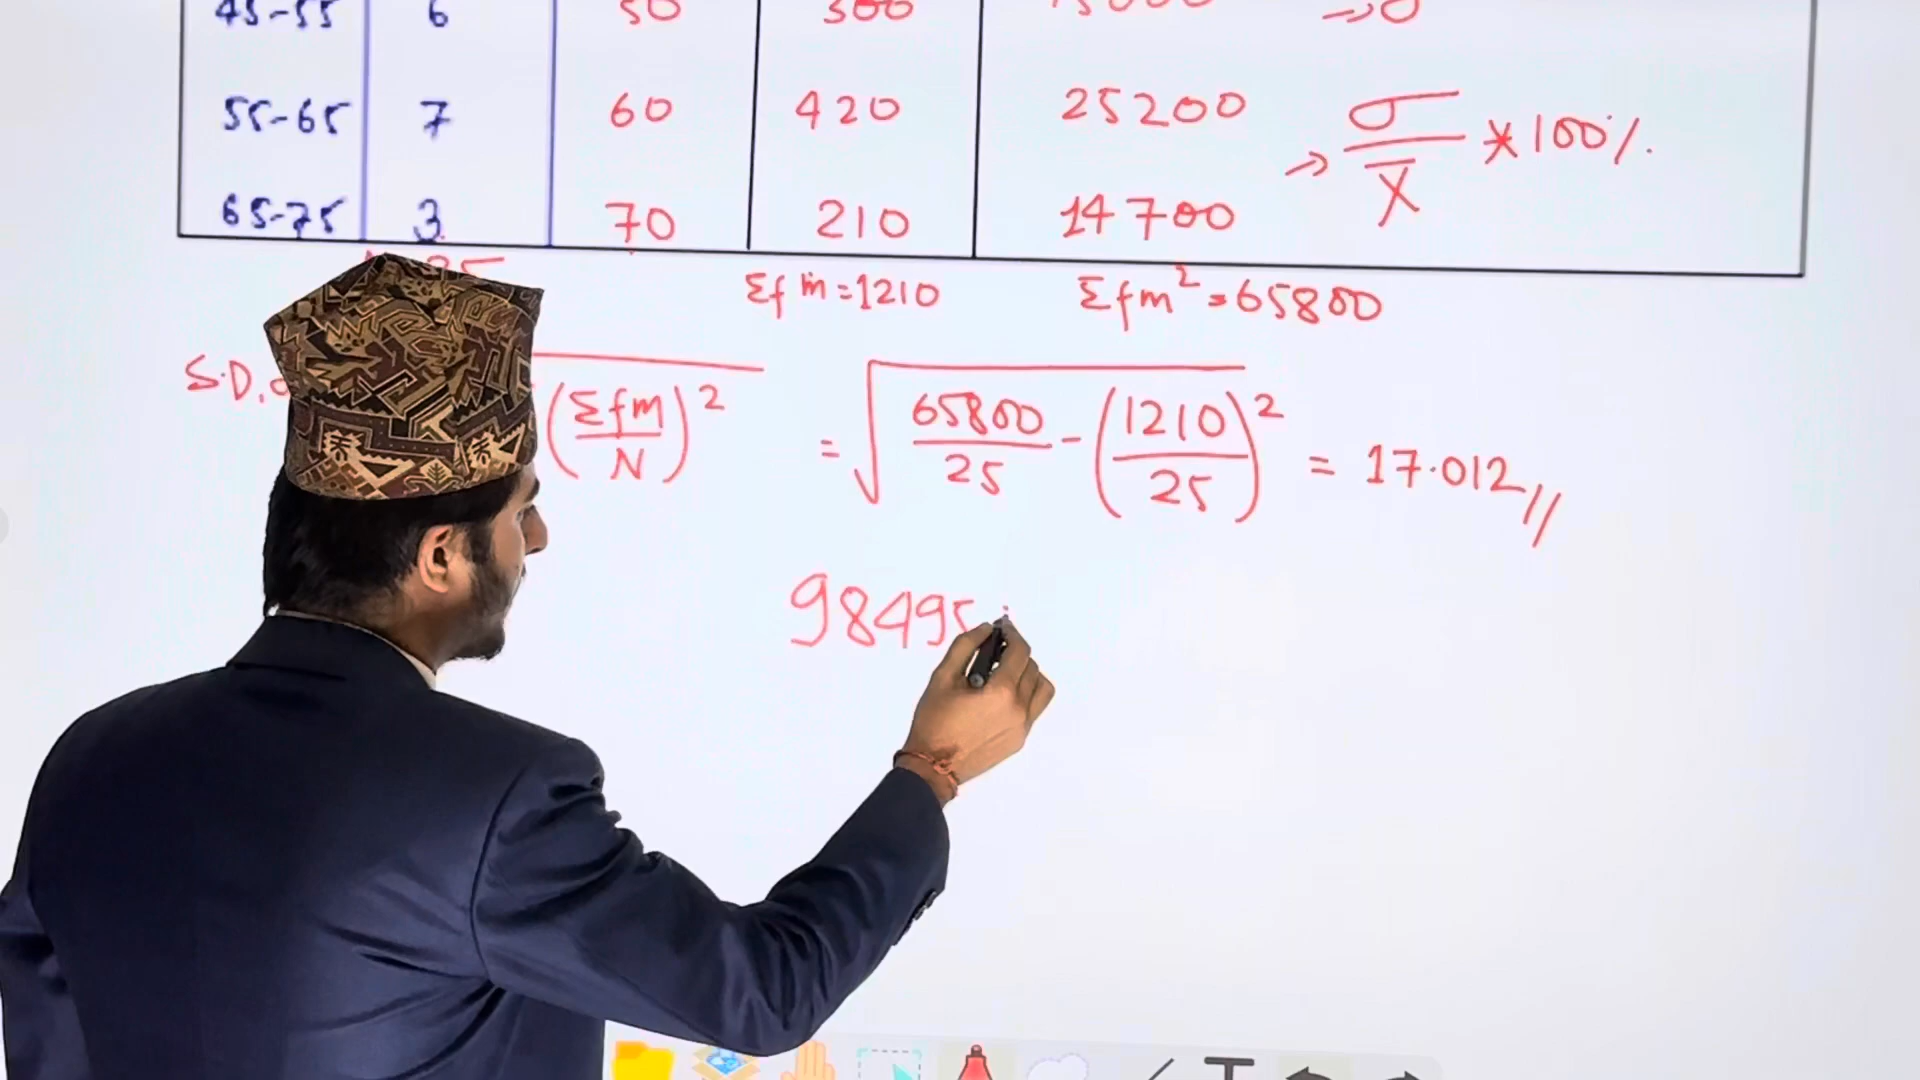 45-55 6 50 300 15000 →σ
55-65 7 60 420 25200
65-75 3 70 210 14700
→ σ/X̄ *100%.
Σfm=1210 Σfm²=65800
S.D.
(Σfm/N)² = √65800/25 - (1210/25)² = 17.012//
98495